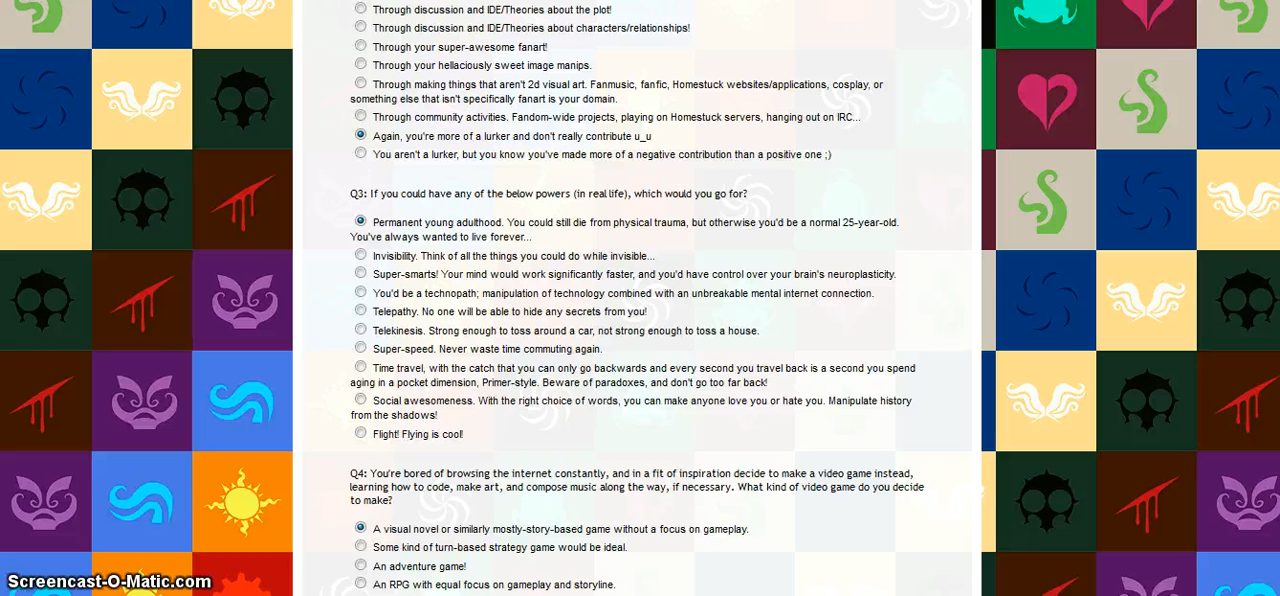 Through discussion and IDE/Theories about the plot!
Through discussion and IDE/Theories about characters/relationships!
Through your super-awesome fanart!
Through your hellaciously sweet image manips.
Through making things that aren't 2d visual art. Fanmusic, fanfic, Homestuck websites/applications, cosplay, or
something else that isn't specifically fanart is your domain.
Through community activities. Fandom-wide projects, playing on Homestuck servers, hanging out on IRC...
Again, you're more of a lurker and don't really contribute u_u
You aren't a lurker, but you know you've made more of a negative contribution than a positive one ;)
Q3: If you could have any of the below powers (in real life), which would you go for?
Permanent young adulthood. You could still die from physical trauma, but otherwise you'd be a normal 25-year-old.
You've always wanted to live forever...
Invisibility. Think of all the things you could do while invisible...
Super-smarts! Your mind would work significantly faster, and you'd have control over your brain's neuroplasticity.
You'd be a technopath; manipulation of technology combined with an unbreakable mental internet connection.
Telepathy. No one will be able to hide any secrets from you!
Telekinesis. Strong enough to toss around a car, not strong enough to toss a house.
Super-speed. Never waste time commuting again.
Time travel, with the catch that you can only go backwards and every second you travel back is a second you spend
aging in a pocket dimension, Primer-style. Beware of paradoxes, and don't go too far back!
Social awesomeness. With the right choice of words, you can make anyone love you or hate you. Manipulate history
from the shadows!
Flight! Flying is cool!
Q4: You're bored of browsing the internet constantly, and in a fit of inspiration decide to make a video game instead,
learning how to code, make art, and compose music along the way, if necessary. What kind of video game do you decide
to make?
A visual novel or similarly mostly-story-based game without a focus on gameplay.
Some kind of turn-based strategy game would be ideal.
An adventure game!
An RPG with equal focus on gameplay and storyline.
Screencast-O-Matic.com